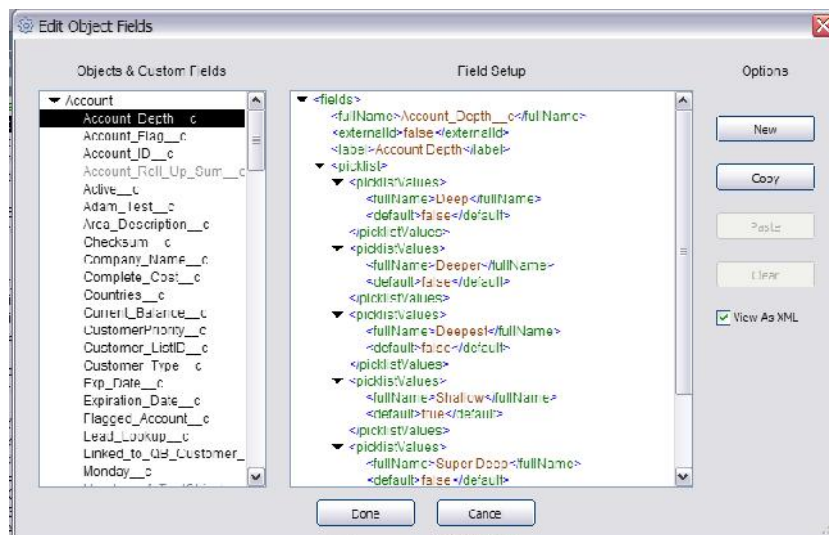 Edit Object Fields
Objects & Custom Fields
Account
Account_Depth__c
Account_Flag__c
Account_ID__c
Account_Roll_Up_Sum__c
Active__c
Adam_Test__c
Area_Description__c
Checksum__c
Company_Name__c
Complete_Cost__c
Countries__c
Current_Balance__c
CustomerPriority__c
Customer_ListID__c
Customer_Type__c
Exp_Date__c
Expiration_Date__c
Flagged_Account__c
Lead_Lookup__c
Linked_to_QB_Customer_
Monday__c
Field Setup
<fields>
<fullName>Account_Depth__c</fullName>
<externalId>false</externalId>
<label>Account Depth</label>
<picklist>
<picklistValues>
<fullName>Deep</fullName>
<default>false</default>
</picklistValues>
<picklistValues>
<fullName>Deeper</fullName>
<default>false</default>
</picklistValues>
<picklistValues>
<fullName>Deepest</fullName>
<default>false</default>
</picklistValues>
<picklistValues>
<fullName>Shallow</fullName>
<default>true</default>
</picklistValues>
<picklistValues>
<fullName>Super Deep</fullName>
<default>false</default>
Options
New
Copy
Paste
Clear
View As XML
Done
Cancel